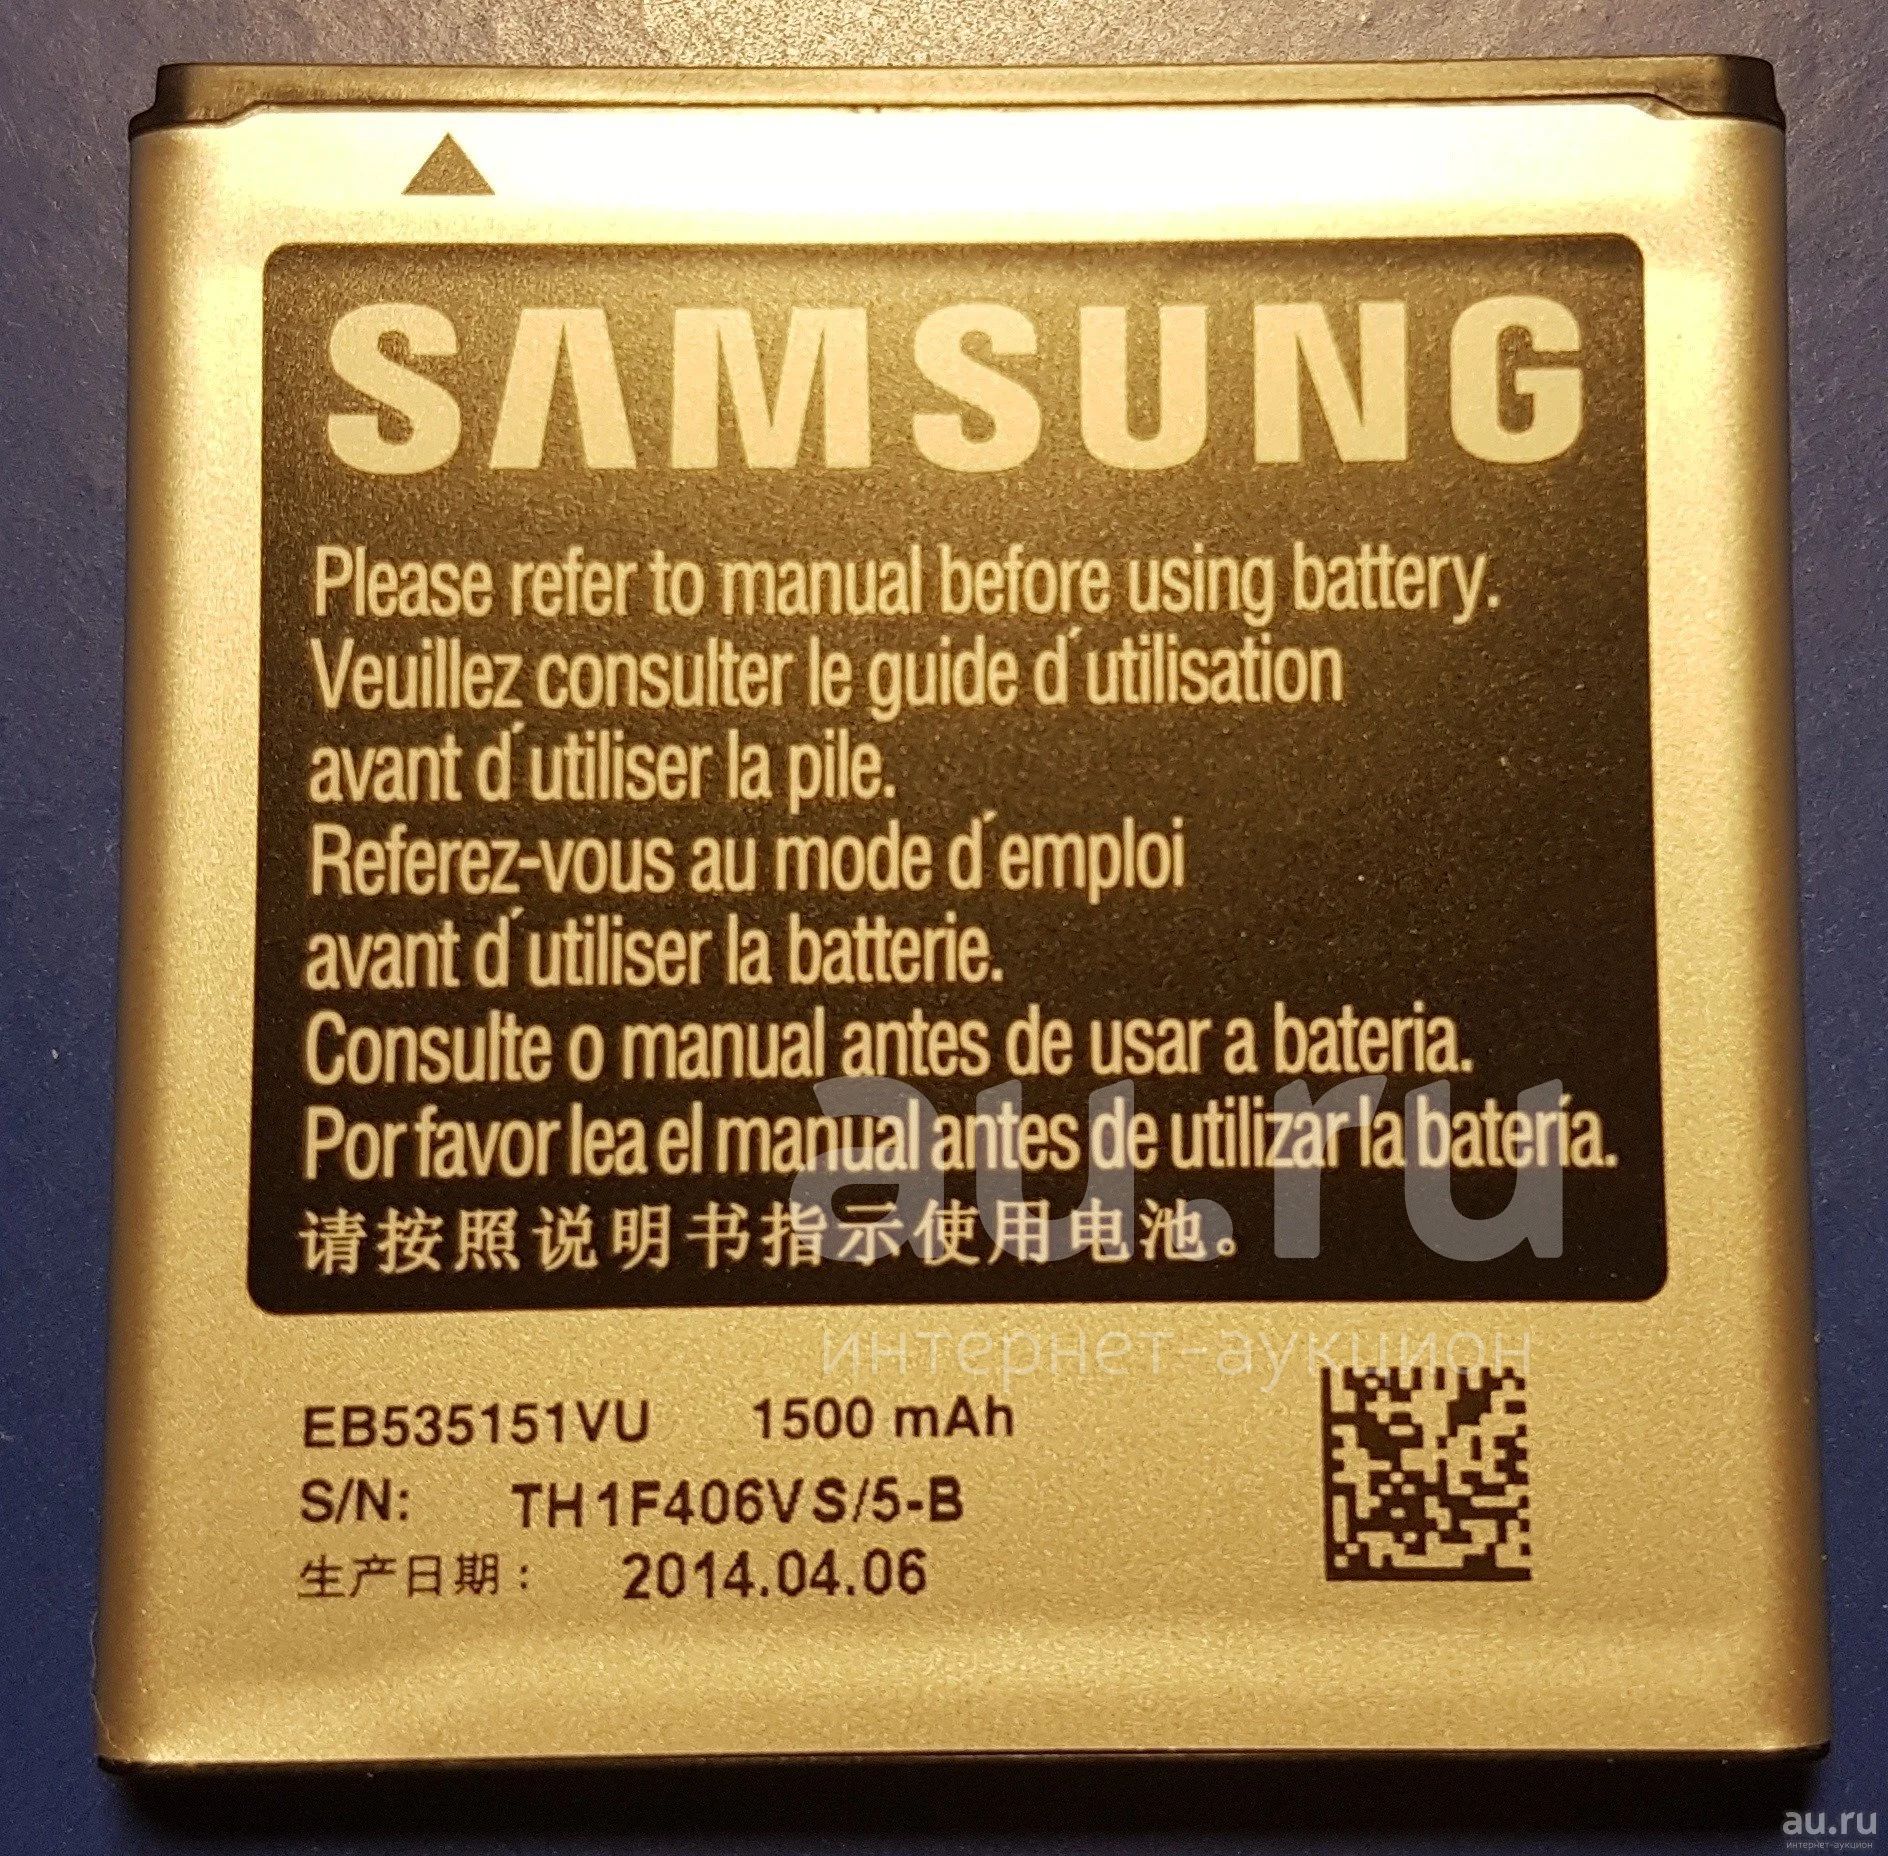 SAMSUNG
Please refer to manual before using battery.
Veuillez consulter le guide d'utilisation
avant d'utiliser la pile.
Referez-vous au mode d'emploi
avant d'utiliser la batterie.
Consulte o manual antes de usar a bateria.
Por favor lea el manual antes de utilizar la batería.
请按照说明书指示使用电池。
au.ru
интернет-аукцион
EB535151VU 1500 mAh
S/N: TH1F406VS/5-B
生产日期: 2014.04.06
au.ru
интернет-аукцион